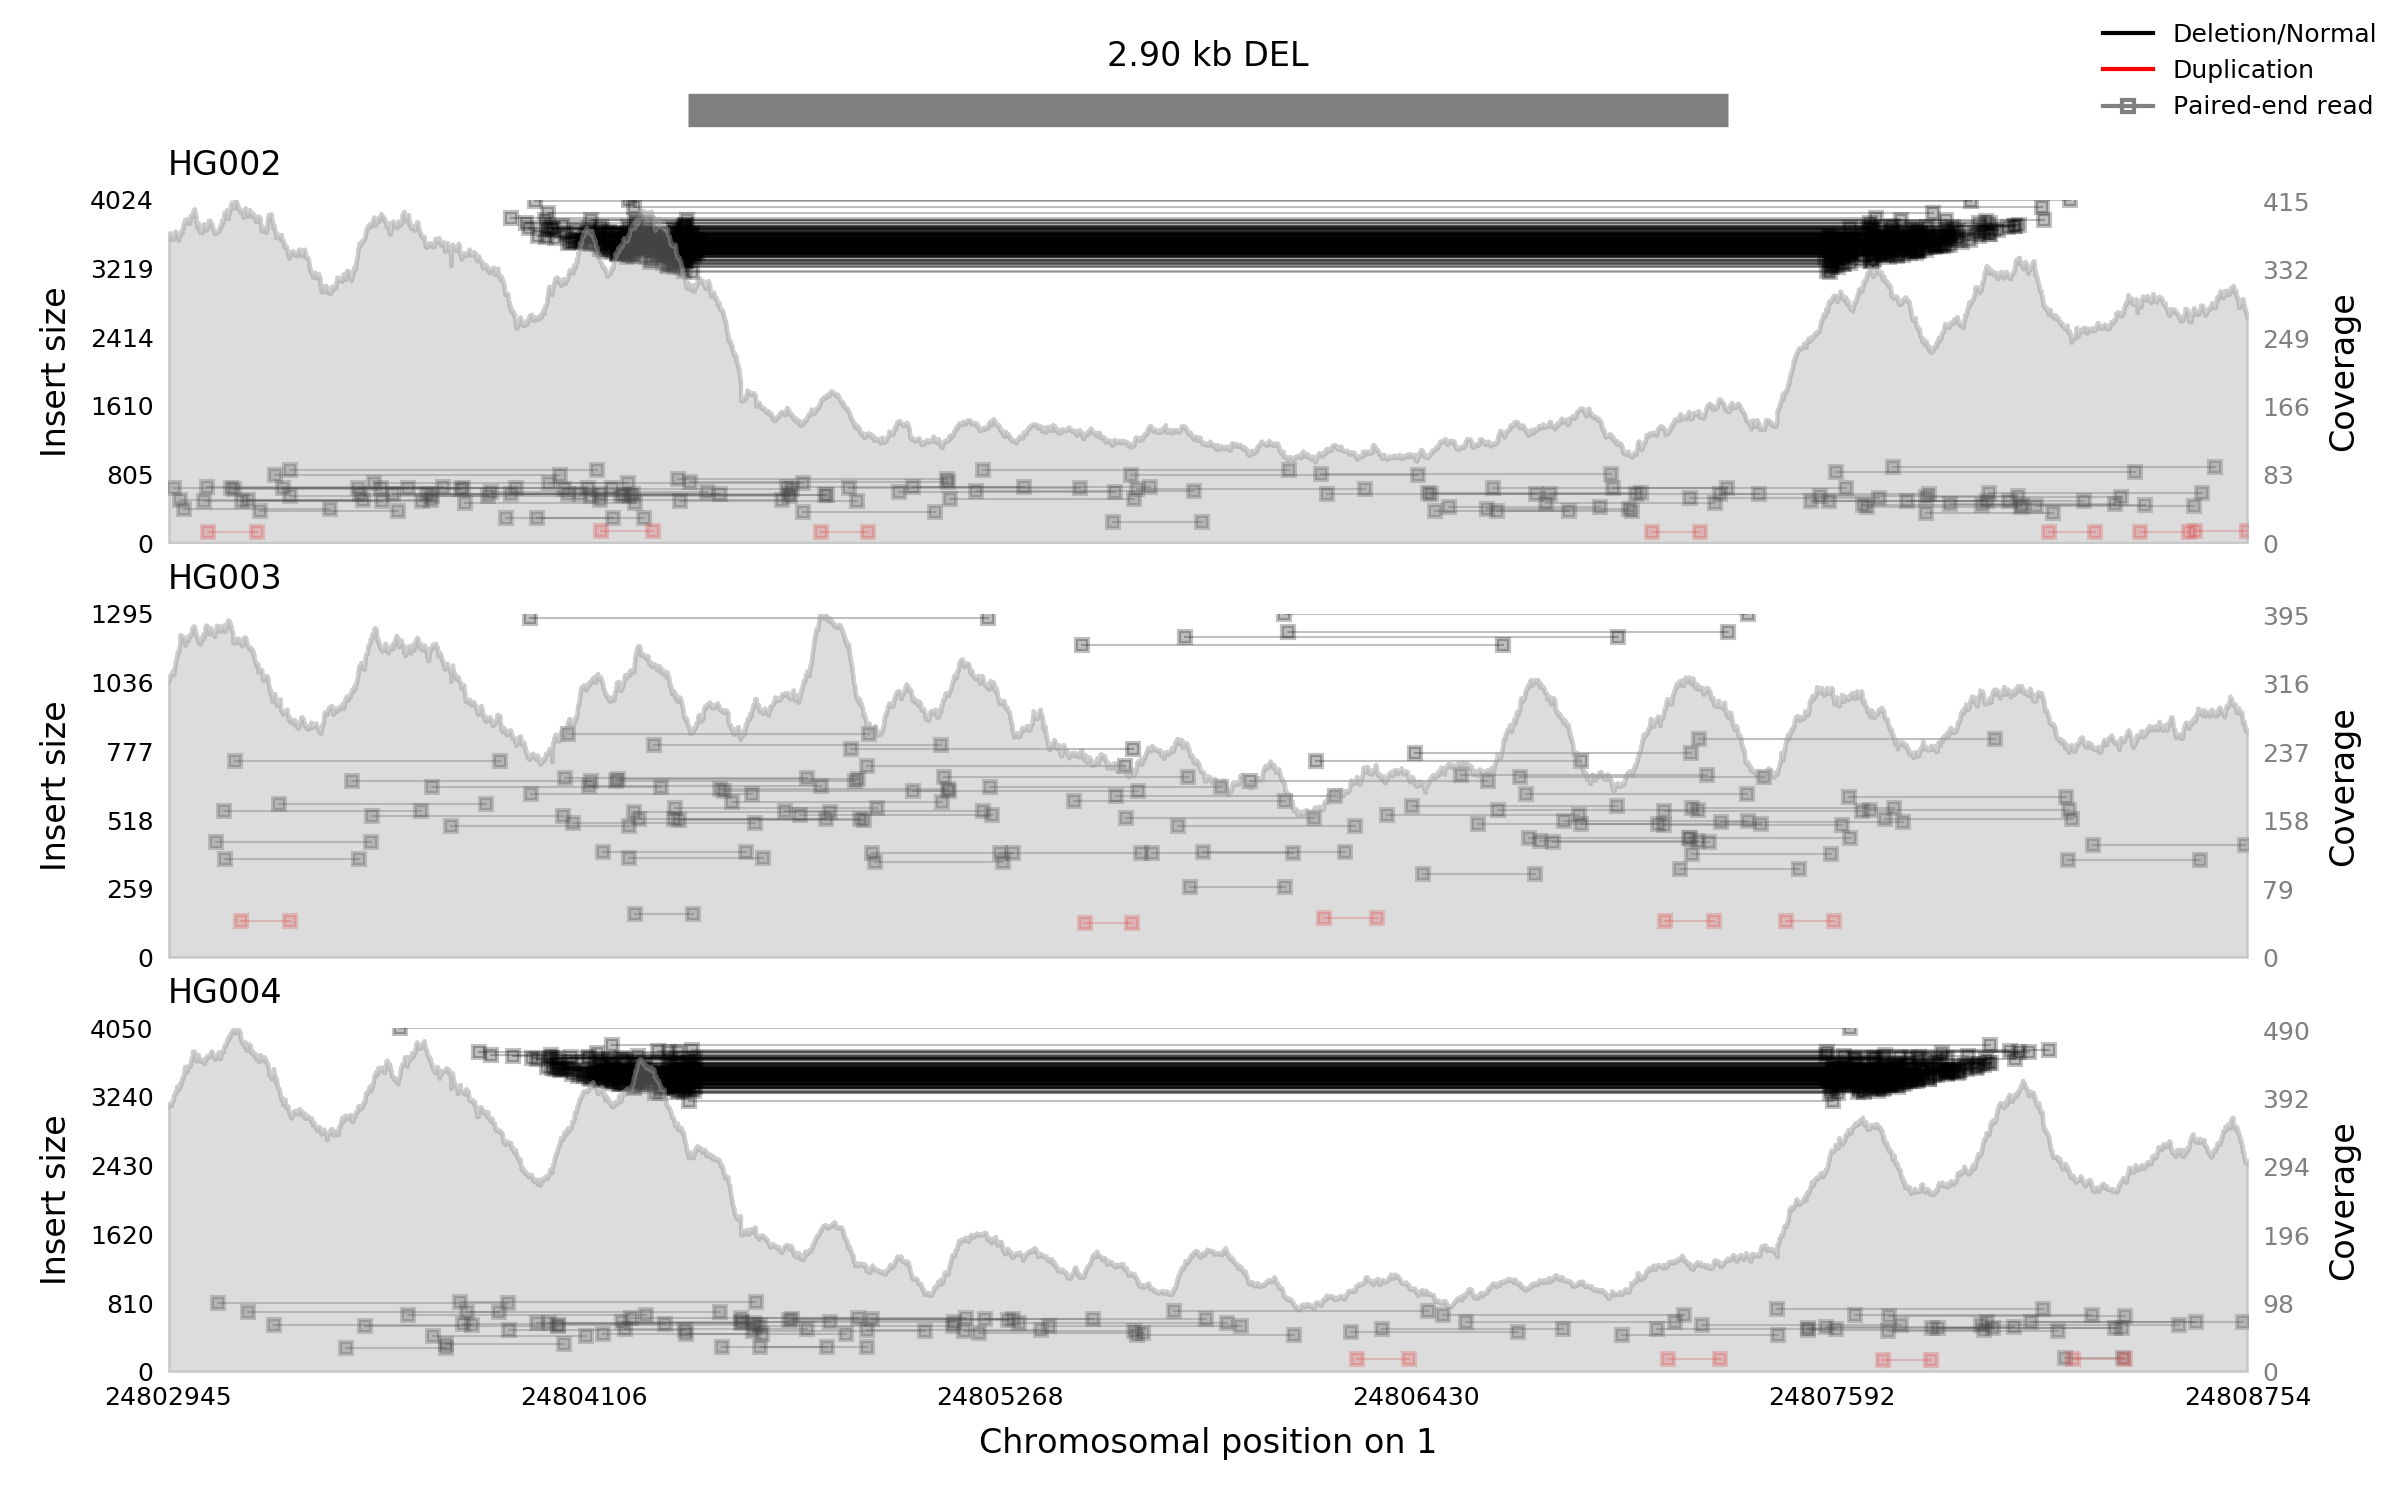 2.90 kb DEL
Deletion/Normal
Duplication
Paired-end read
HG002
4024
3219
2414
1610
805
0
Insert size
415
332
249
166
83
0
Coverage
HG003
1295
1036
777
518
259
0
Insert size
395
316
237
158
79
0
Coverage
HG004
4050
3240
2430
1620
810
0
Insert size
490
392
294
196
98
0
Coverage
24802945 24804106 24805268 24806430 24807592 24808754
Chromosomal position on 1